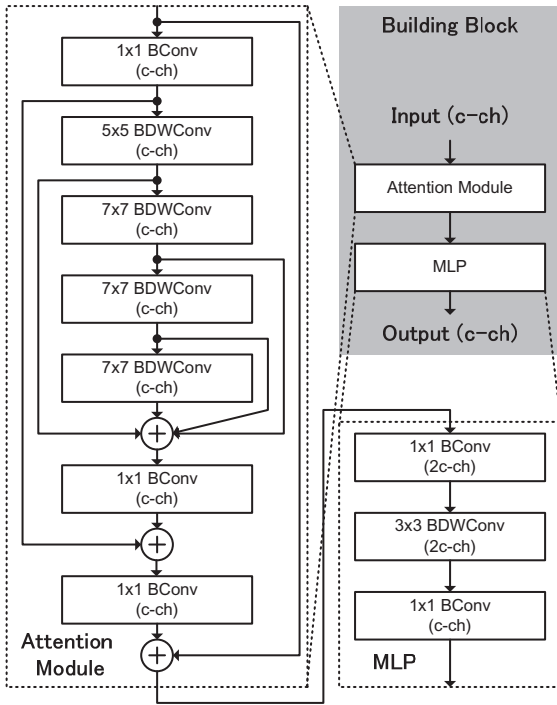 1x1 BConv
(c-ch)
5x5 BDWConv
(c-ch)
7x7 BDWConv
(c-ch)
7x7 BDWConv
(c-ch)
7x7 BDWConv
(c-ch)
+
1x1 BConv
(c-ch)
+
1x1 BConv
(c-ch)
+
Attention
Module
Building Block
Input (c-ch)
Attention Module
MLP
Output (c-ch)
1x1 BConv
(2c-ch)
3x3 BDWConv
(2c-ch)
1x1 BConv
(c-ch)
MLP